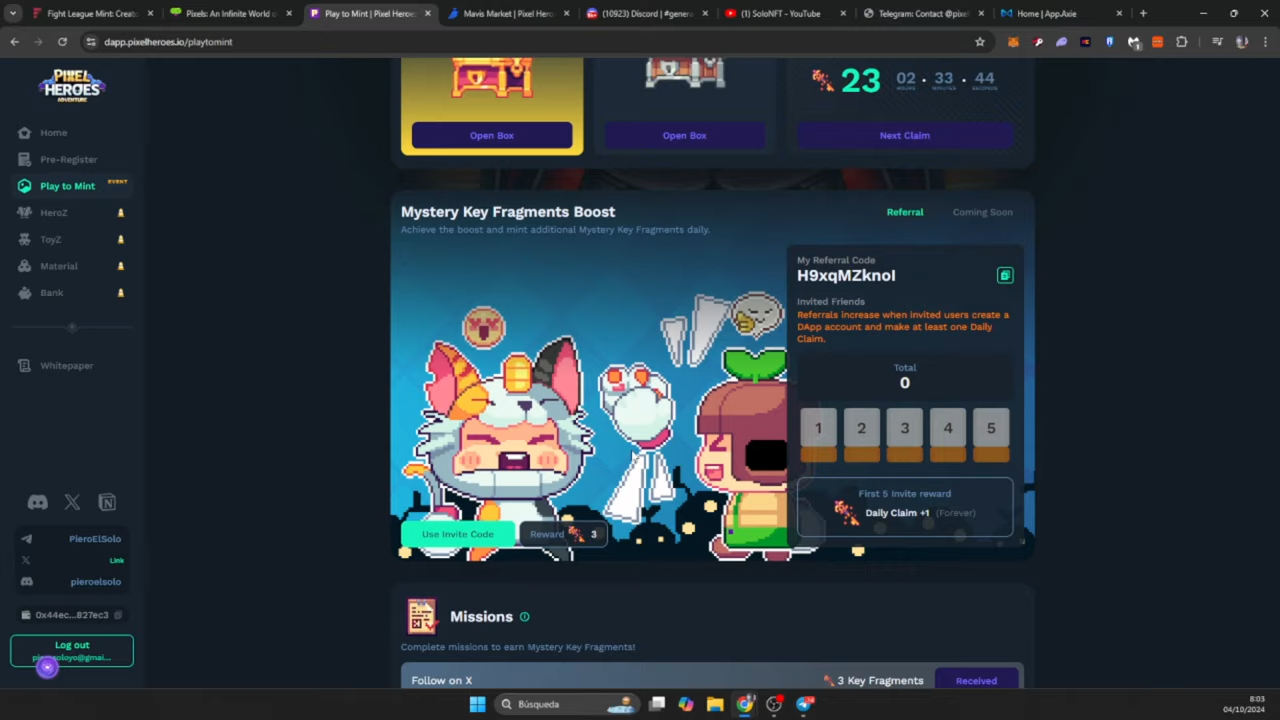 Fight League Mint: Create
Pixels: An Infinite World o
Play to Mint | Pixel Heroes
Mavis Market | Pixel Hero
(10923) Discord | #genera
(1) SoloNFT - YouTube
Telegram: Contact @pixel
Home | App.Axie
dapp.pixelheroes.io/playtomint
PIXEL
HEROES
ADVENTURE
Home
Pre-Register
Play to Mint
EVENT
HeroZ
ToyZ
Material
Bank
Whitepaper
PieroElSolo
Link
pieroelsolo
0x44ec...827ec3
Log out
23
02 · 33 · 44
HOURS MINUTES SECONDS
Open Box
Open Box
Next Claim
Mystery Key Fragments Boost
Achieve the boost and mint additional Mystery Key Fragments daily.
Referral
Coming Soon
My Referral Code
H9xqMZknoI
Invited Friends
Referrals increase when invited users create a
DApp account and make at least one Daily
Claim.
Total
0
1 2 3 4 5
First 5 Invite reward
Daily Claim +1 (Forever)
Use Invite Code
Reward 3
Missions
Complete missions to earn Mystery Key Fragments!
Follow on X
3 Key Fragments
Received
Búsqueda
8:03
04/10/2024